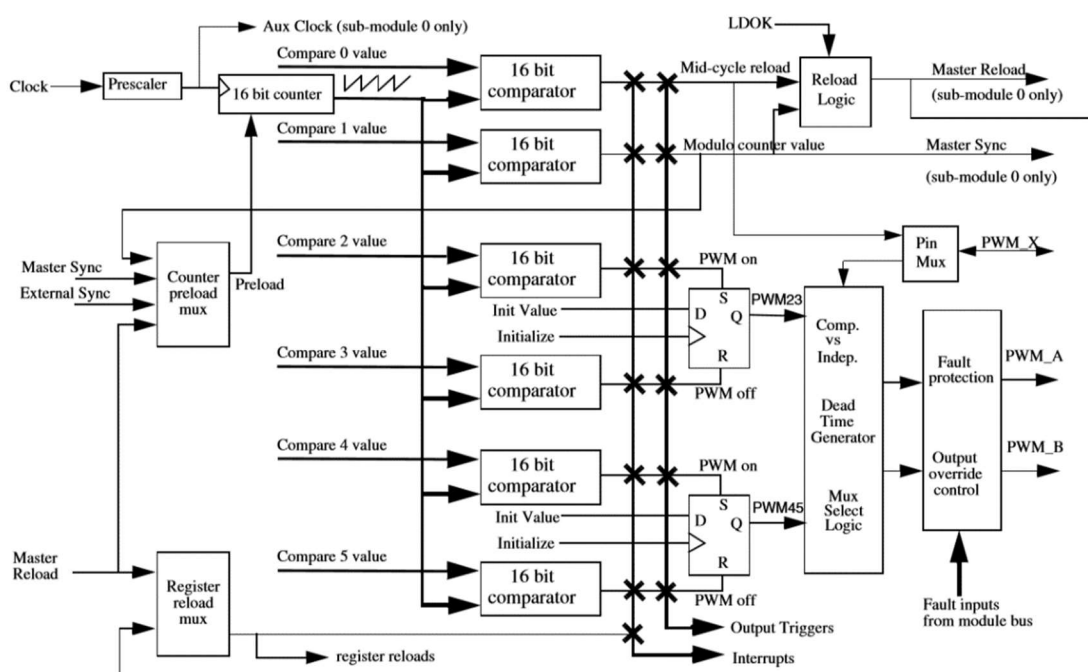 LDOK
Aux Clock (sub-module 0 only)
Compare 0 value
Clock
Prescaler
16 bit counter
16 bit
comparator
Mid-cycle reload
Reload
Logic
Master Reload
(sub-module 0 only)
Compare 1 value
16 bit
comparator
Modulo counter value
Master Sync
(sub-module 0 only)
Compare 2 value
16 bit
comparator
PWM on
Pin
Mux
PWM_X
Master Sync
External Sync
Counter
preload
mux
Preload
Init Value
Initialize
S
D
Q
R
PWM23
Compare 3 value
16 bit
comparator
PWM off
Comp.
vs
Indep.
Dead
Time
Generator
Mux
Select
Logic
Fault
protection
Output
override
control
PWM_A
PWM_B
Compare 4 value
16 bit
comparator
PWM on
Init Value
Initialize
S
D
Q
R
PWM45
Master
Reload
Register
reload
mux
Compare 5 value
16 bit
comparator
PWM off
Fault inputs
from module bus
Output Triggers
register reloads
Interrupts